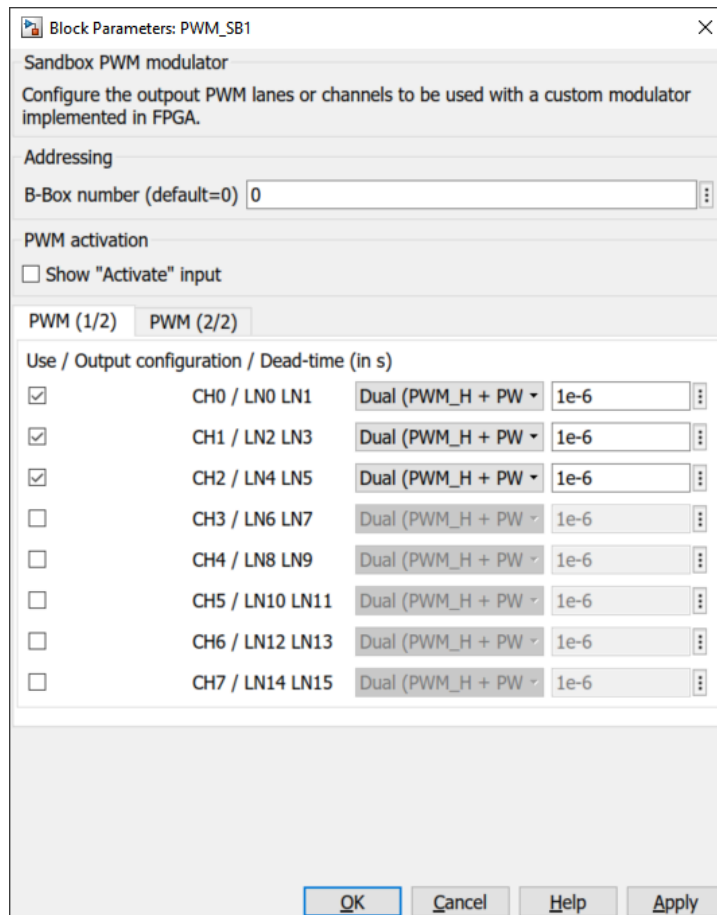 Block Parameters: PWM_SB1
Sandbox PWM modulator
Configure the outpout PWM lanes or channels to be used with a custom modulator
implemented in FPGA.
Addressing
B-Box number (default=0) 0
PWM activation
Show "Activate" input
PWM (1/2) PWM (2/2)
Use / Output configuration / Dead-time (in s)
CH0 / LN0 LN1 Dual (PWM_H + PW 1e-6
CH1 / LN2 LN3 Dual (PWM_H + PW 1e-6
CH2 / LN4 LN5 Dual (PWM_H + PW 1e-6
CH3 / LN6 LN7 Dual (PWM_H + PW 1e-6
CH4 / LN8 LN9 Dual (PWM_H + PW 1e-6
CH5 / LN10 LN11 Dual (PWM_H + PW 1e-6
CH6 / LN12 LN13 Dual (PWM_H + PW 1e-6
CH7 / LN14 LN15 Dual (PWM_H + PW 1e-6
OK Cancel Help Apply